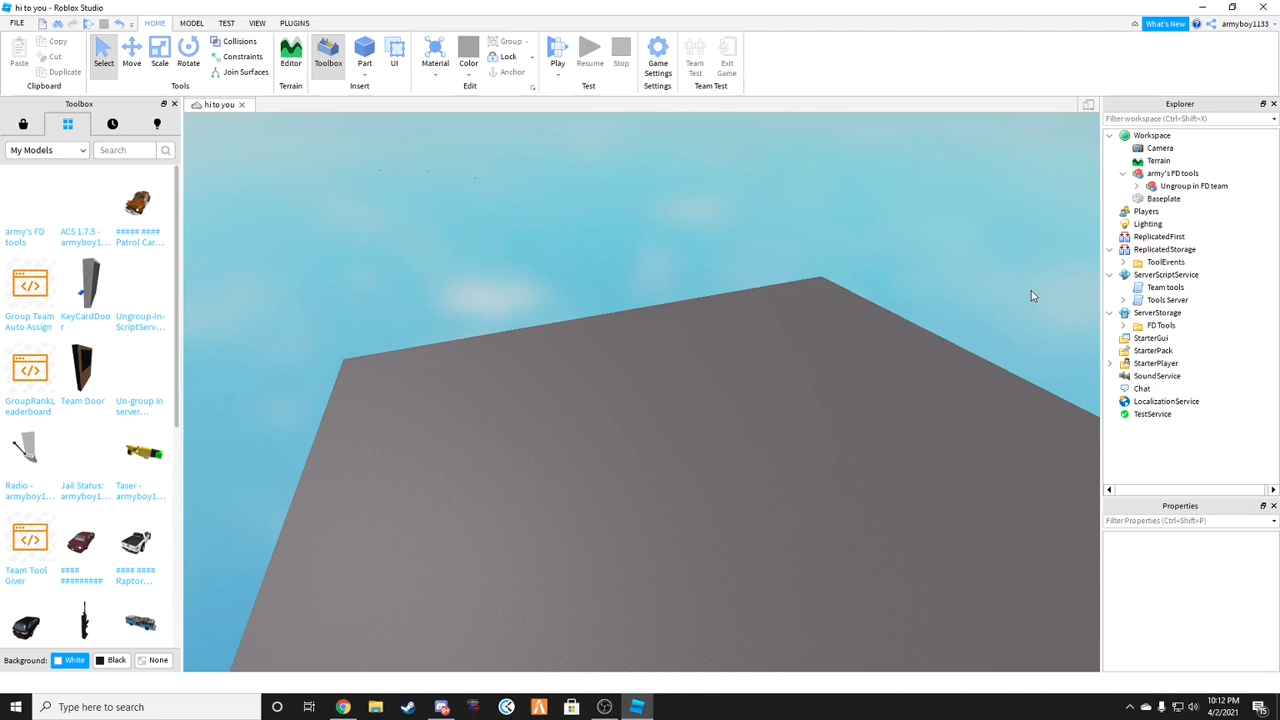 hi to you - Roblox Studio
FILE HOME MODEL TEST VIEW PLUGINS What's New armyboy1133
Paste Copy Cut Duplicate Select Move Scale Rotate Collisions Constraints Join Surfaces Editor Toolbox Part UI Material Color Group Lock Anchor Play Resume Stop Game Settings Team Test Exit Game
Clipboard Tools Terrain Insert Edit Test Settings Team Test
Toolbox
hi to you
My Models Search
army's FD tools
ACS 1.7.5 - armyboy1...
##### #### Patrol Car...
Group Team Auto Assign
KeyCardDoor
Ungroup-In-ScriptServ...
GroupRankLeaderboard
Team Door
Un-group in server...
Radio - armyboy1...
Jail Status: armyboy1...
Taser - armyboy1...
Team Tool Giver
#### #########
#### #### Raptor...
Background: White Black None
Explorer
Filter workspace (Ctrl+Shift+X)
Workspace
Camera
Terrain
army's FD tools
Ungroup in FD team
Baseplate
Players
Lighting
ReplicatedFirst
ReplicatedStorage
ToolEvents
ServerScriptService
Team tools
Tools Server
ServerStorage
FD Tools
StarterGui
StarterPack
StarterPlayer
SoundService
Chat
LocalizationService
TestService
Properties
Filter Properties (Ctrl+Shift+P)
Type here to search
10:12 PM
4/2/2021